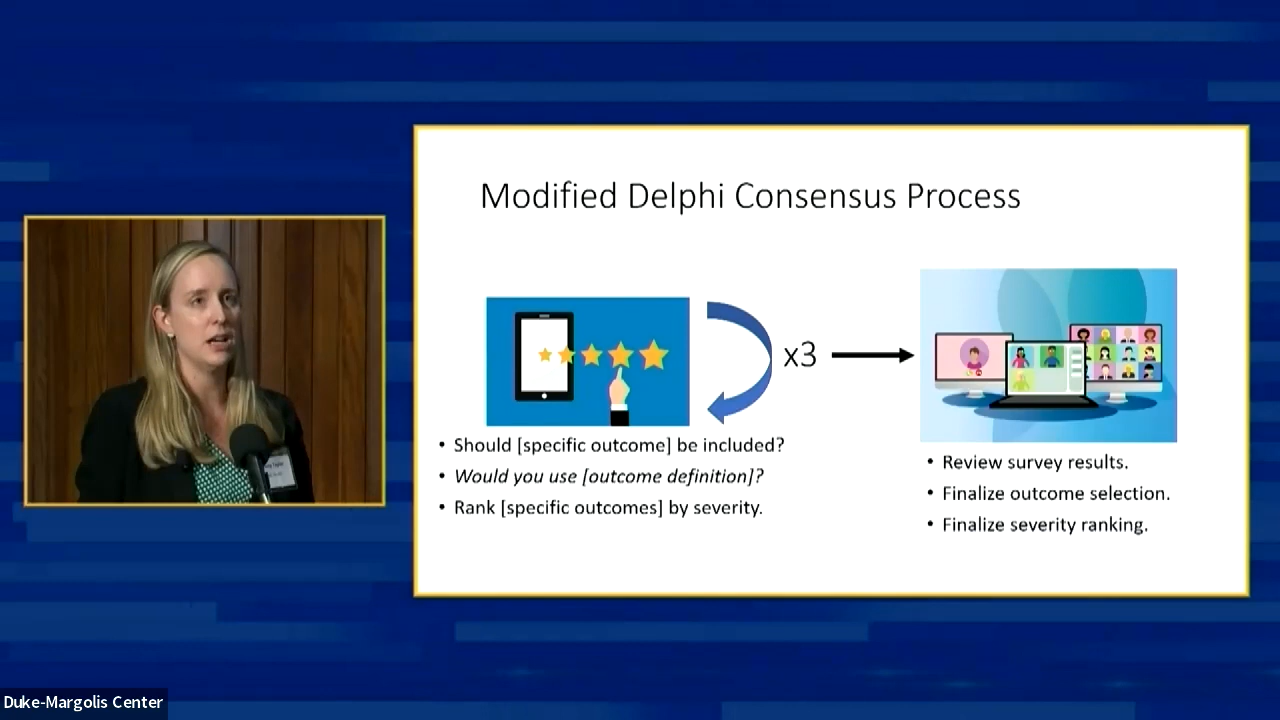 Modified Delphi Consensus Process
x3
• Should [specific outcome] be included?
• Would you use [outcome definition]?
• Rank [specific outcomes] by severity.
• Review survey results.
• Finalize outcome selection.
• Finalize severity ranking.
Duke-Margolis Center